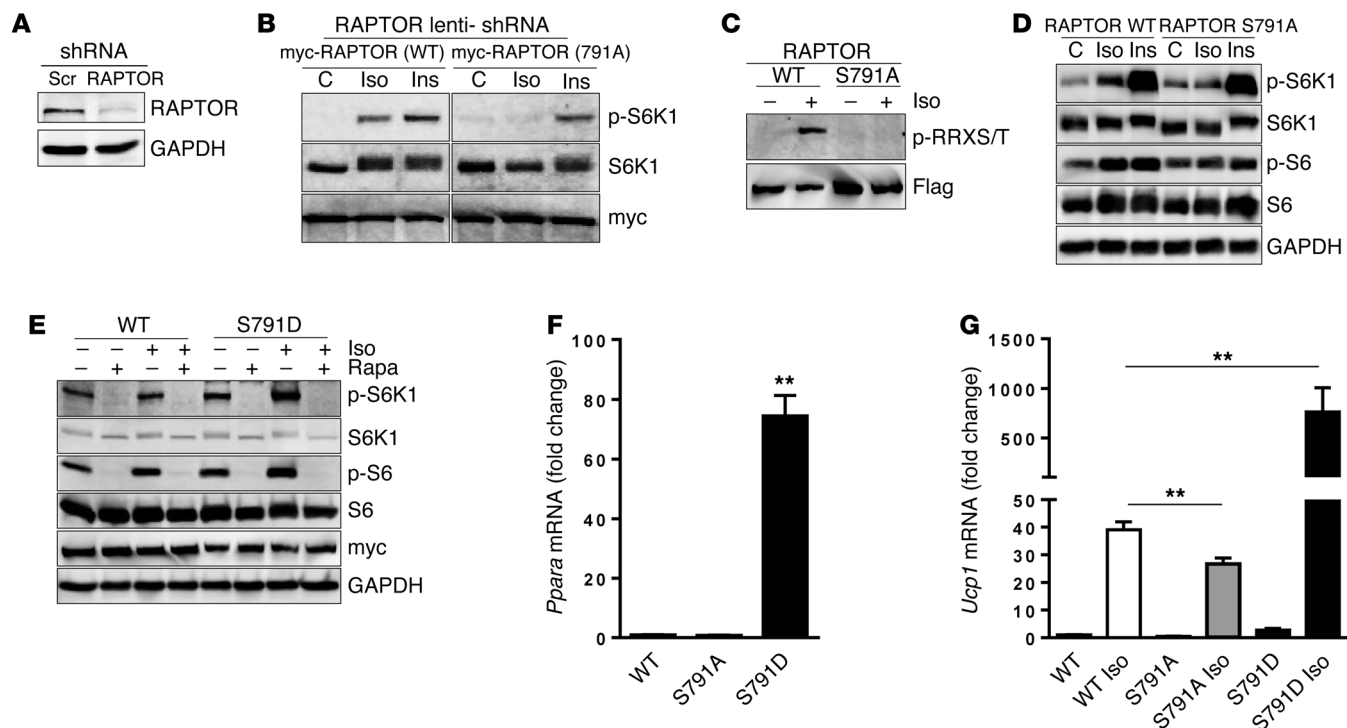 A
shRNA
Scr RAPTOR
RAPTOR
GAPDH
B
RAPTOR lenti- shRNA
myc-RAPTOR (WT) myc-RAPTOR (791A)
C Iso Ins C Iso Ins
p-S6K1
S6K1
myc
C
RAPTOR
WT S791A
– + – + Iso
p-RRXS/T
Flag
D
RAPTOR WT RAPTOR S791A
C Iso Ins C Iso Ins
p-S6K1
S6K1
p-S6
S6
GAPDH
E
WT S791D
– – + + – – + + Iso
– + – + – + – + Rapa
p-S6K1
S6K1
p-S6
S6
myc
GAPDH
F
Ppara mRNA (fold change)
100
80
60
40
20
0
**
WT S791A S791D
G
Ucp1 mRNA (fold change)
1500
1000
500
50
40
30
20
10
0
**
**
WT WT Iso S791A S791A Iso S791D S791D Iso